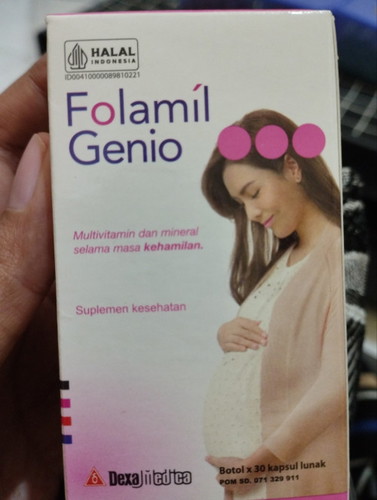 HALAL
INDONESIA
ID00410000089810221
Folamil
Genio
Multivitamin dan mineral
selama masa kehamilan.
Suplemen kesehatan
Dexa Medica
Botol x 30 kapsul lunak
POM SD. 071 329 911